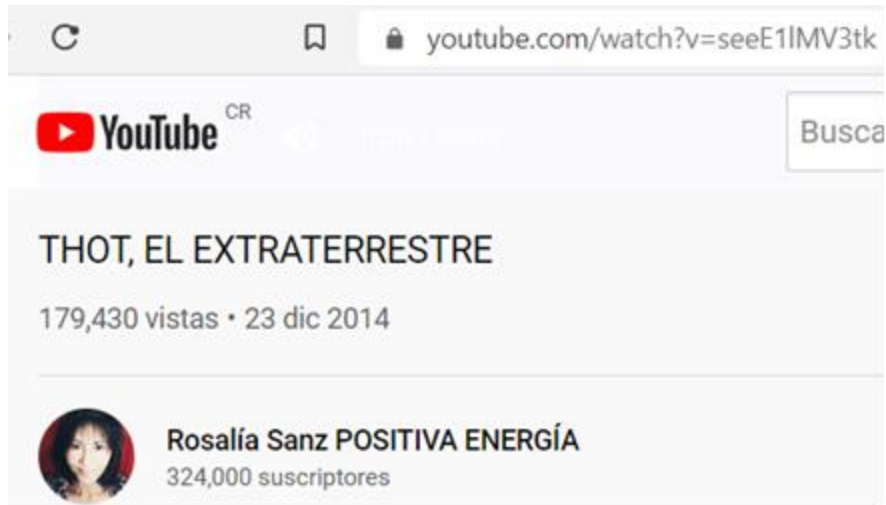 youtube.com/watch?v=seeE1lMV3tk
YouTube CR
Busca
THOT, EL EXTRATERRESTRE
179,430 vistas • 23 dic 2014
Rosalía Sanz POSITIVA ENERGÍA
324,000 suscriptores